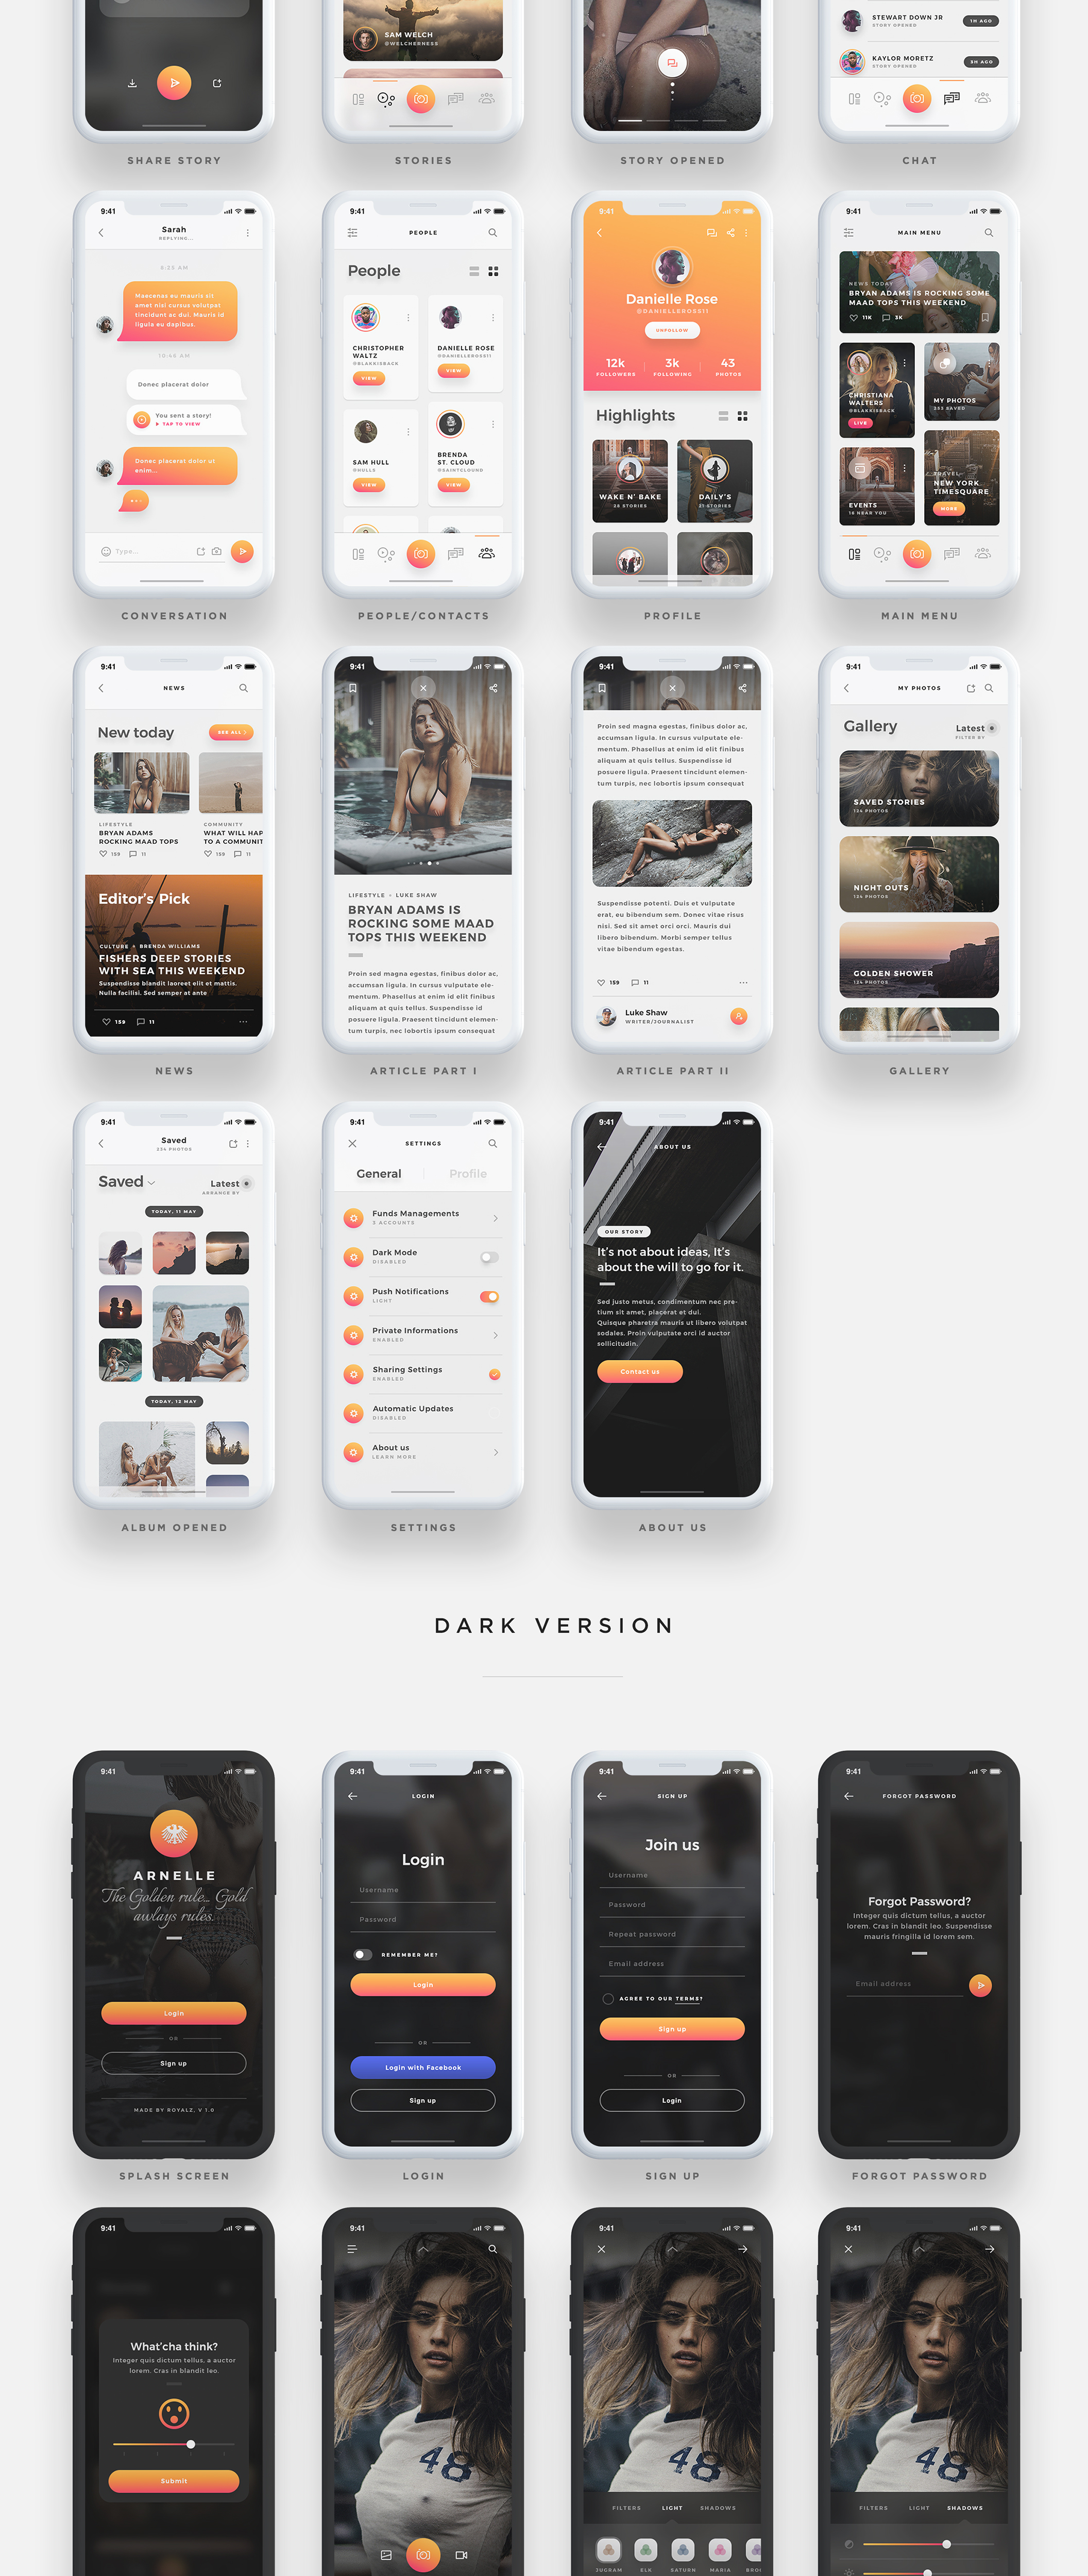 SAM WELCH
@WELCHERNESS
STEWART DOWN JR
STORY OPENED
1H AGO
KAYLOR MORETZ
STORY OPENED
3H AGO
SHARE STORY
STORIES
STORY OPENED
CHAT
9:41
Sarah
REPLYING...
6:23 AM
Maecenas eu mauris sit
amet nisl cursus volutpat
tincidunt ac dui. Mauris id
ligula eu dapibus.
10:45 AM
Donec placerat dolor
You sent a story!
TAP TO VIEW
Donec placerat dolor ut
enim...
Type...
9:41
PEOPLE
People
CHRISTOPHER
WALTZ
@BLAKKISBACK
VIEW
DANIELLE ROSE
@DANIELLEROSS11
VIEW
SAM HULL
@HULLS
VIEW
BRENDA
ST. CLOUD
@SAINTCLOUND
VIEW
9:41
Danielle Rose
@DANIELLEROSS11
UNFOLLOW
12k
FOLLOWERS
3k
FOLLOWING
43
PHOTOS
Highlights
WAKE N' BAKE
DAILY'S
21 STORIES
9:41
MAIN MENU
NEWS TODAY
BRYAN ADAMS IS ROCKING SOME
MAAD TOPS THIS WEEKEND
11K
3K
CHRISTIANA
WALTERS
@BLAKKISBACK
LIVE
MY PHOTOS
353 SAVED
EVENTS
16 NEAR YOU
TRAVEL
NEW YORK
TIMESQUARE
MORE
CONVERSATION
PEOPLE/CONTACTS
PROFILE
MAIN MENU
9:41
NEWS
New today
SEE ALL
LIFESTYLE
BRYAN ADAMS
ROCKING MAAD TOPS
159
11
COMMUNITY
WHAT WILL HAP
TO A COMMUNIT
159
11
Editor's Pick
CULTURE
BRENDA WILLIAMS
FISHERS DEEP STORIES
WITH SEA THIS WEEKEND
Suspendisse blandit laoreet elit et mattis.
Nulla facilisi. Sed semper at ante
159
11
9:41
LIFESTYLE
LUKE SHAW
BRYAN ADAMS IS
ROCKING SOME MAAD
TOPS THIS WEEKEND
Proin sed magna egestas, finibus dolor ac,
accumsan ligula. In cursus vulputate ele-
mentum. Phasellus at enim id elit finibus
aliquam at quis tellus. Suspendisse id
posuere ligula. Praesent tincidunt elemen-
tum turpis, nec lobortis ipsum consequat
9:41
Proin sed magna egestas, finibus dolor ac,
accumsan ligula. In cursus vulputate ele-
mentum. Phasellus at enim id elit finibus
aliquam at quis tellus. Suspendisse id
posuere ligula. Praesent tincidunt elemen-
tum turpis, nec lobortis ipsum consequat
Suspendisse potenti. Duis et vulputate
erat, eu bibendum sem. Donec vitae risus
nisi. Sed sit amet orci orci. Mauris dui
libero bibendum. Morbi semper tellus
vitae bibendum egestas.
159
11
Luke Shaw
WRITER/JOURNALIST
9:41
MY PHOTOS
Gallery
Latest
FILTER BY
SAVED STORIES
124 PHOTOS
NIGHT OUTS
124 PHOTOS
GOLDEN SHOWER
124 PHOTOS
NEWS
ARTICLE PART I
ARTICLE PART II
GALLERY
9:41
Saved
234 PHOTOS
Saved
Latest
ARRANGE BY
TODAY, 11 MAY
TODAY, 12 MAY
9:41
SETTINGS
General
Profile
Funds Managements
3 ACCOUNTS
Dark Mode
DISABLED
Push Notifications
LIGHT
Private Informations
ENABLED
Sharing Settings
ENABLED
Automatic Updates
DISABLED
About us
LEARN MORE
9:41
ABOUT US
OUR STORY
It's not about ideas, It's
about the will to go for it.
Sed justo metus, condimentum nec pre-
tium sit amet, placerat et dui.
Quisque pharetra mauris ut libero volutpat
sodales. Proin vulputate orci id auctor
sollicitudin.
Contact us
ALBUM OPENED
SETTINGS
ABOUT US
DARK VERSION
9:41
ARNELLE
The Golden rule... Gold
awlays rules.
Login
OR
Sign up
MADE BY ROYALZ, V 1.0
9:41
LOGIN
Login
Username
Password
REMEMBER ME?
Login
OR
Login with Facebook
Sign up
9:41
SIGN UP
Join us
Username
Password
Repeat password
Email address
AGREE TO OUR TERMS?
Sign up
OR
Login
9:41
FORGOT PASSWORD
Forgot Password?
Integer quis dictum tellus, a auctor
lorem. Cras in blandit leo. Suspendisse
mauris fringilla id lorem sem.
Email address
SPLASH SCREEN
LOGIN
SIGN UP
FORGOT PASSWORD
9:41
What'cha think?
Integer quis dictum tellus, a auctor
lorem. Cras in blandit leo.
Submit
9:41
48
9:41
48
FILTERS
LIGHT
SHADOWS
JUGRAM
ELK
SATURN
MARIA
9:41
48
FILTERS
LIGHT
SHADOWS